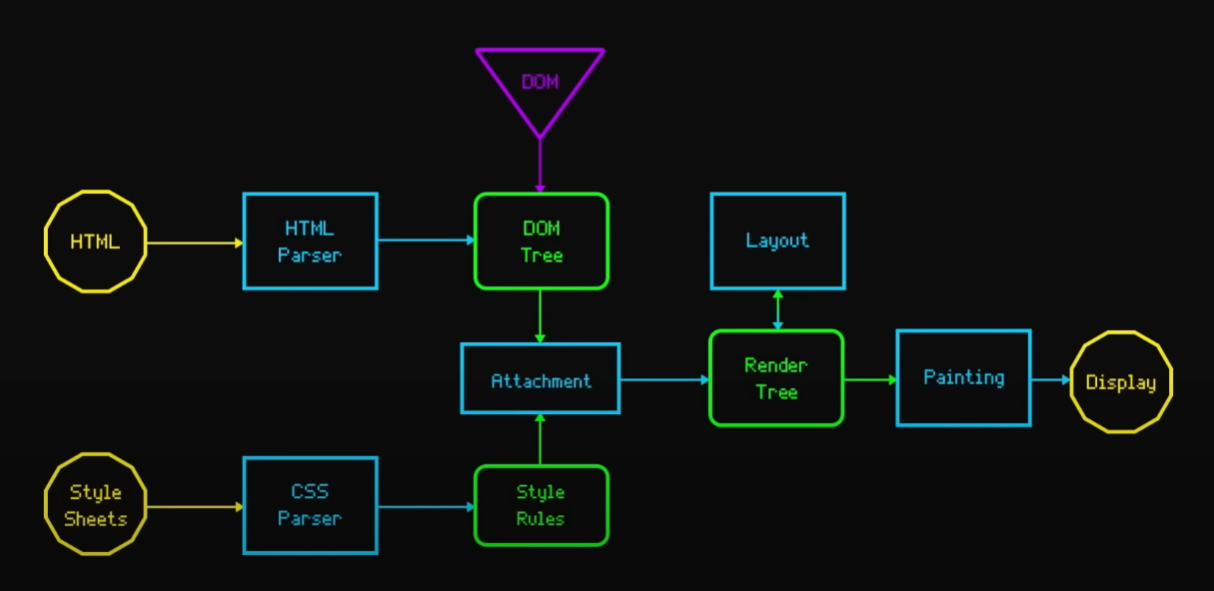 DOM
HTML
HTML
Parser
DOM
Tree
Layout
Attachment
Render
Tree
Painting
Display
Style
Sheets
CSS
Parser
Style
Rules